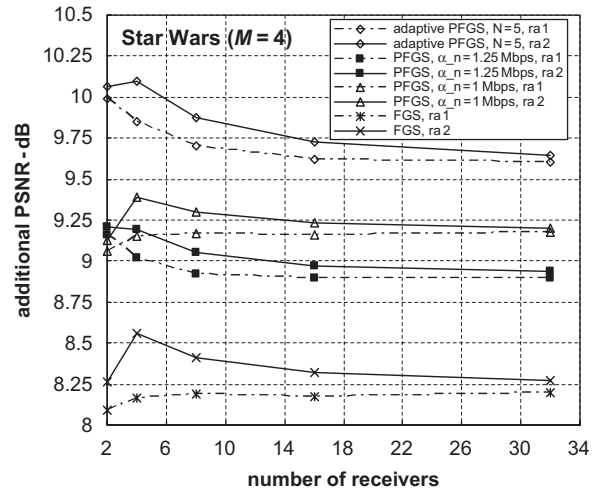 Star Wars (M = 4)
adaptive PFGS, N=5, ra1
adaptive PFGS, N=5, ra2
PFGS, α_n=1.25 Mbps, ra1
PFGS, α_n=1.25 Mbps, ra2
PFGS, α_n=1 Mbps, ra1
PFGS, α_n=1 Mbps, ra2
FGS, ra1
FGS, ra2
additional PSNR - dB
10.5
10.25
10
9.75
9.5
9.25
9
8.75
8.5
8.25
8
2 6 10 14 18 22 26 30 34
number of receivers